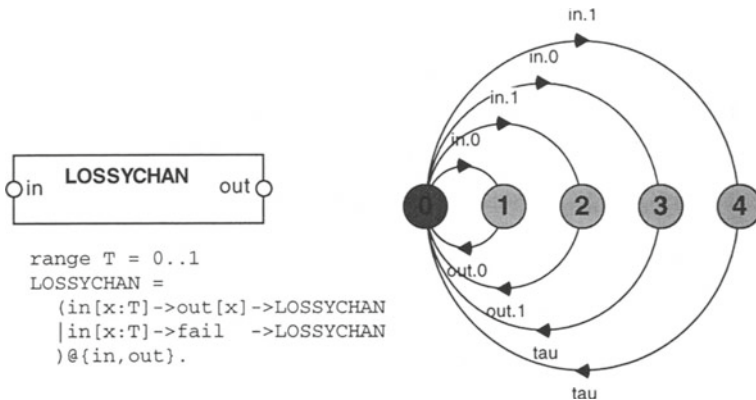 LOSSYCHAN
in
out
range T = 0..1
LOSSYCHAN =
(in[x:T]->out[x]->LOSSYCHAN
|in[x:T]->fail ->LOSSYCHAN
)@{in,out}.
in.1
in.0
in.1
in.0
0
1
2
3
4
out.0
out.1
tau
tau